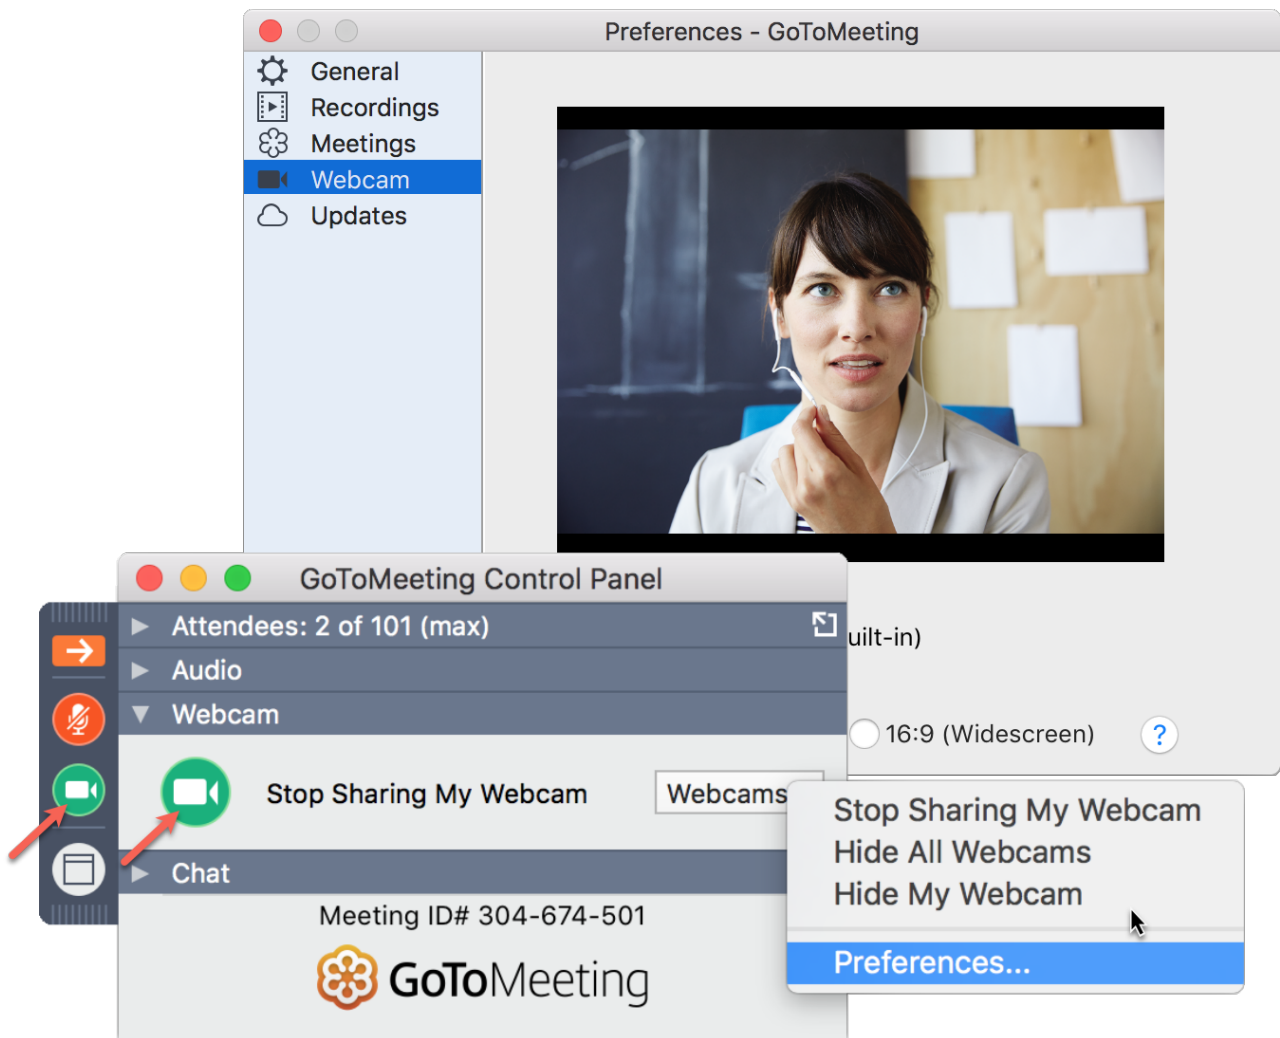 Preferences - GoToMeeting
General
Recordings
Meetings
Webcam
Updates
uilt-in)
16:9 (Widescreen)
?
GoToMeeting Control Panel
Attendees: 2 of 101 (max)
Audio
Webcam
Stop Sharing My Webcam
Webcams
Stop Sharing My Webcam
Hide All Webcams
Hide My Webcam
Preferences...
Chat
Meeting ID# 304-674-501
GoToMeeting